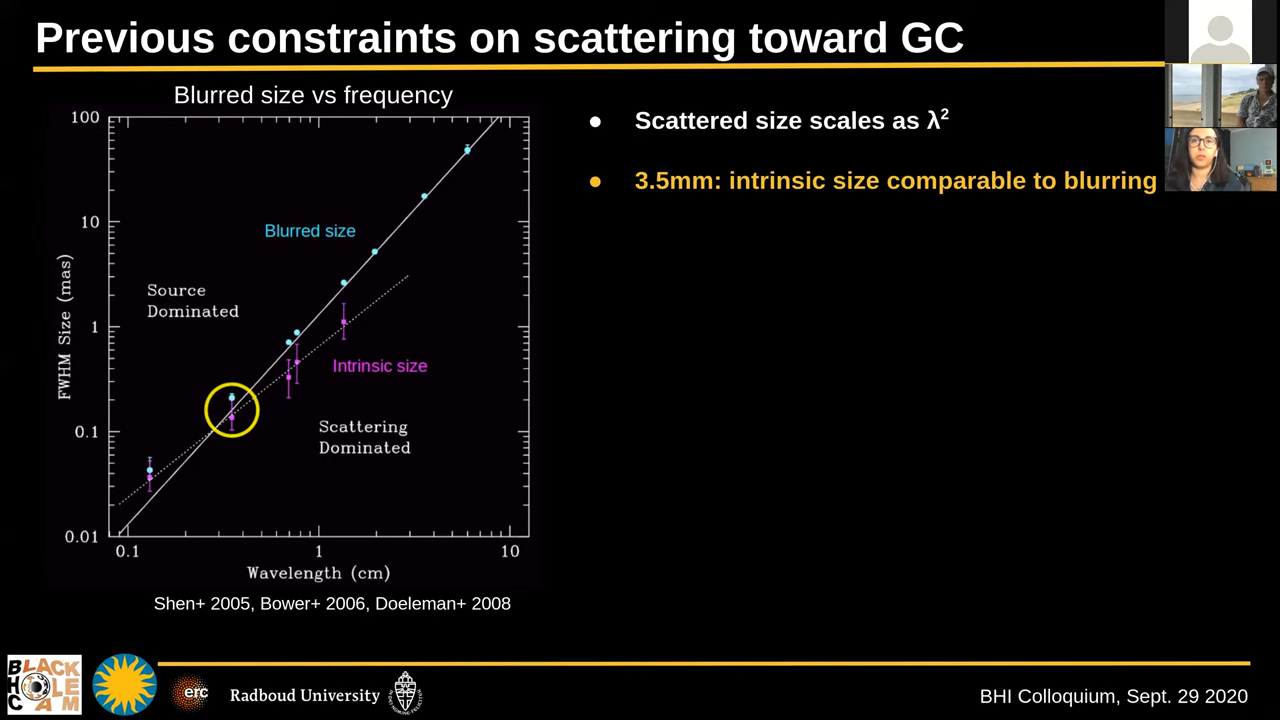 Previous constraints on scattering toward GC
Blurred size vs frequency
100
10
1
0.1
0.01
FWHM Size (mas)
Blurred size
Source
Dominated
Intrinsic size
Scattering
Dominated
0.1
1
10
Wavelength (cm)
Shen+ 2005, Bower+ 2006, Doeleman+ 2008
● Scattered size scales as λ²
● 3.5mm: intrinsic size comparable to blurring
BLACK
HOLE
CAM
erc
Radboud University
BHI Colloquium, Sept. 29 2020